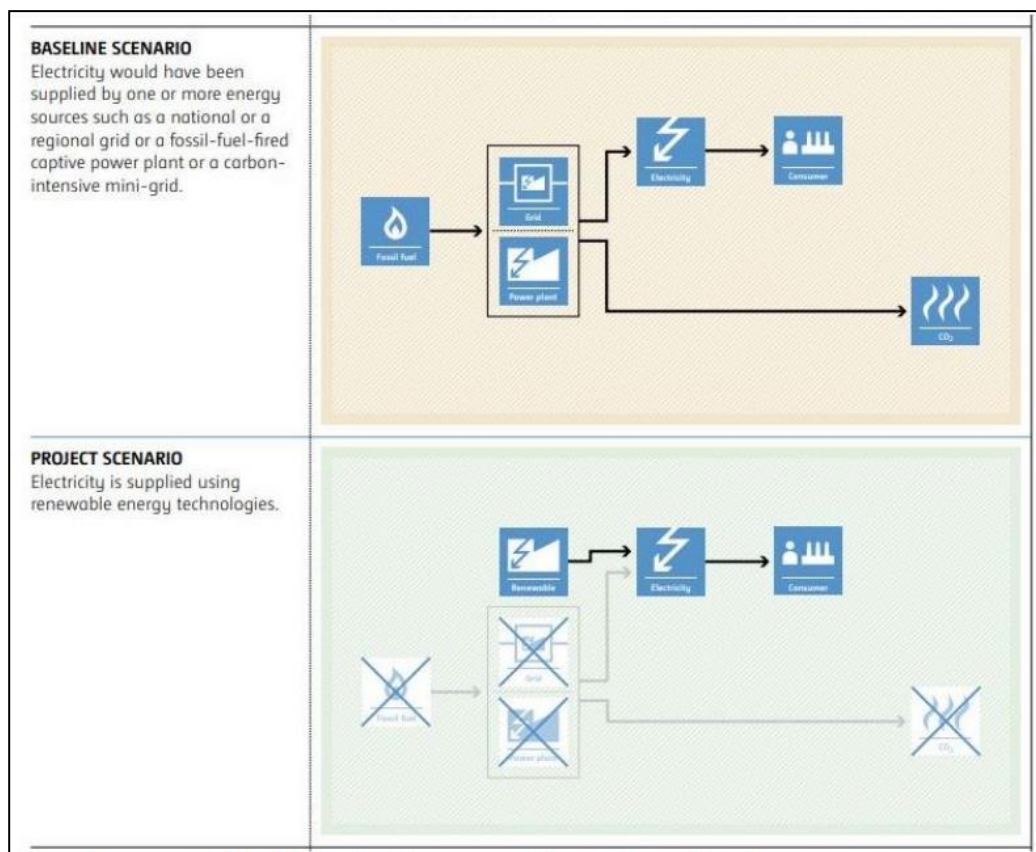 BASELINE SCENARIO
Electricity would have been
supplied by one or more energy
sources such as a national or a
regional grid or a fossil-fuel-fired
captive power plant or a carbon-
intensive mini-grid.
Fossil fuel
Grid
Power plant
Electricity
Consumer
CO₂
PROJECT SCENARIO
Electricity is supplied using
renewable energy technologies.
Renewable
Electricity
Consumer
Fossil fuel
Grid
Power plant
CO₂